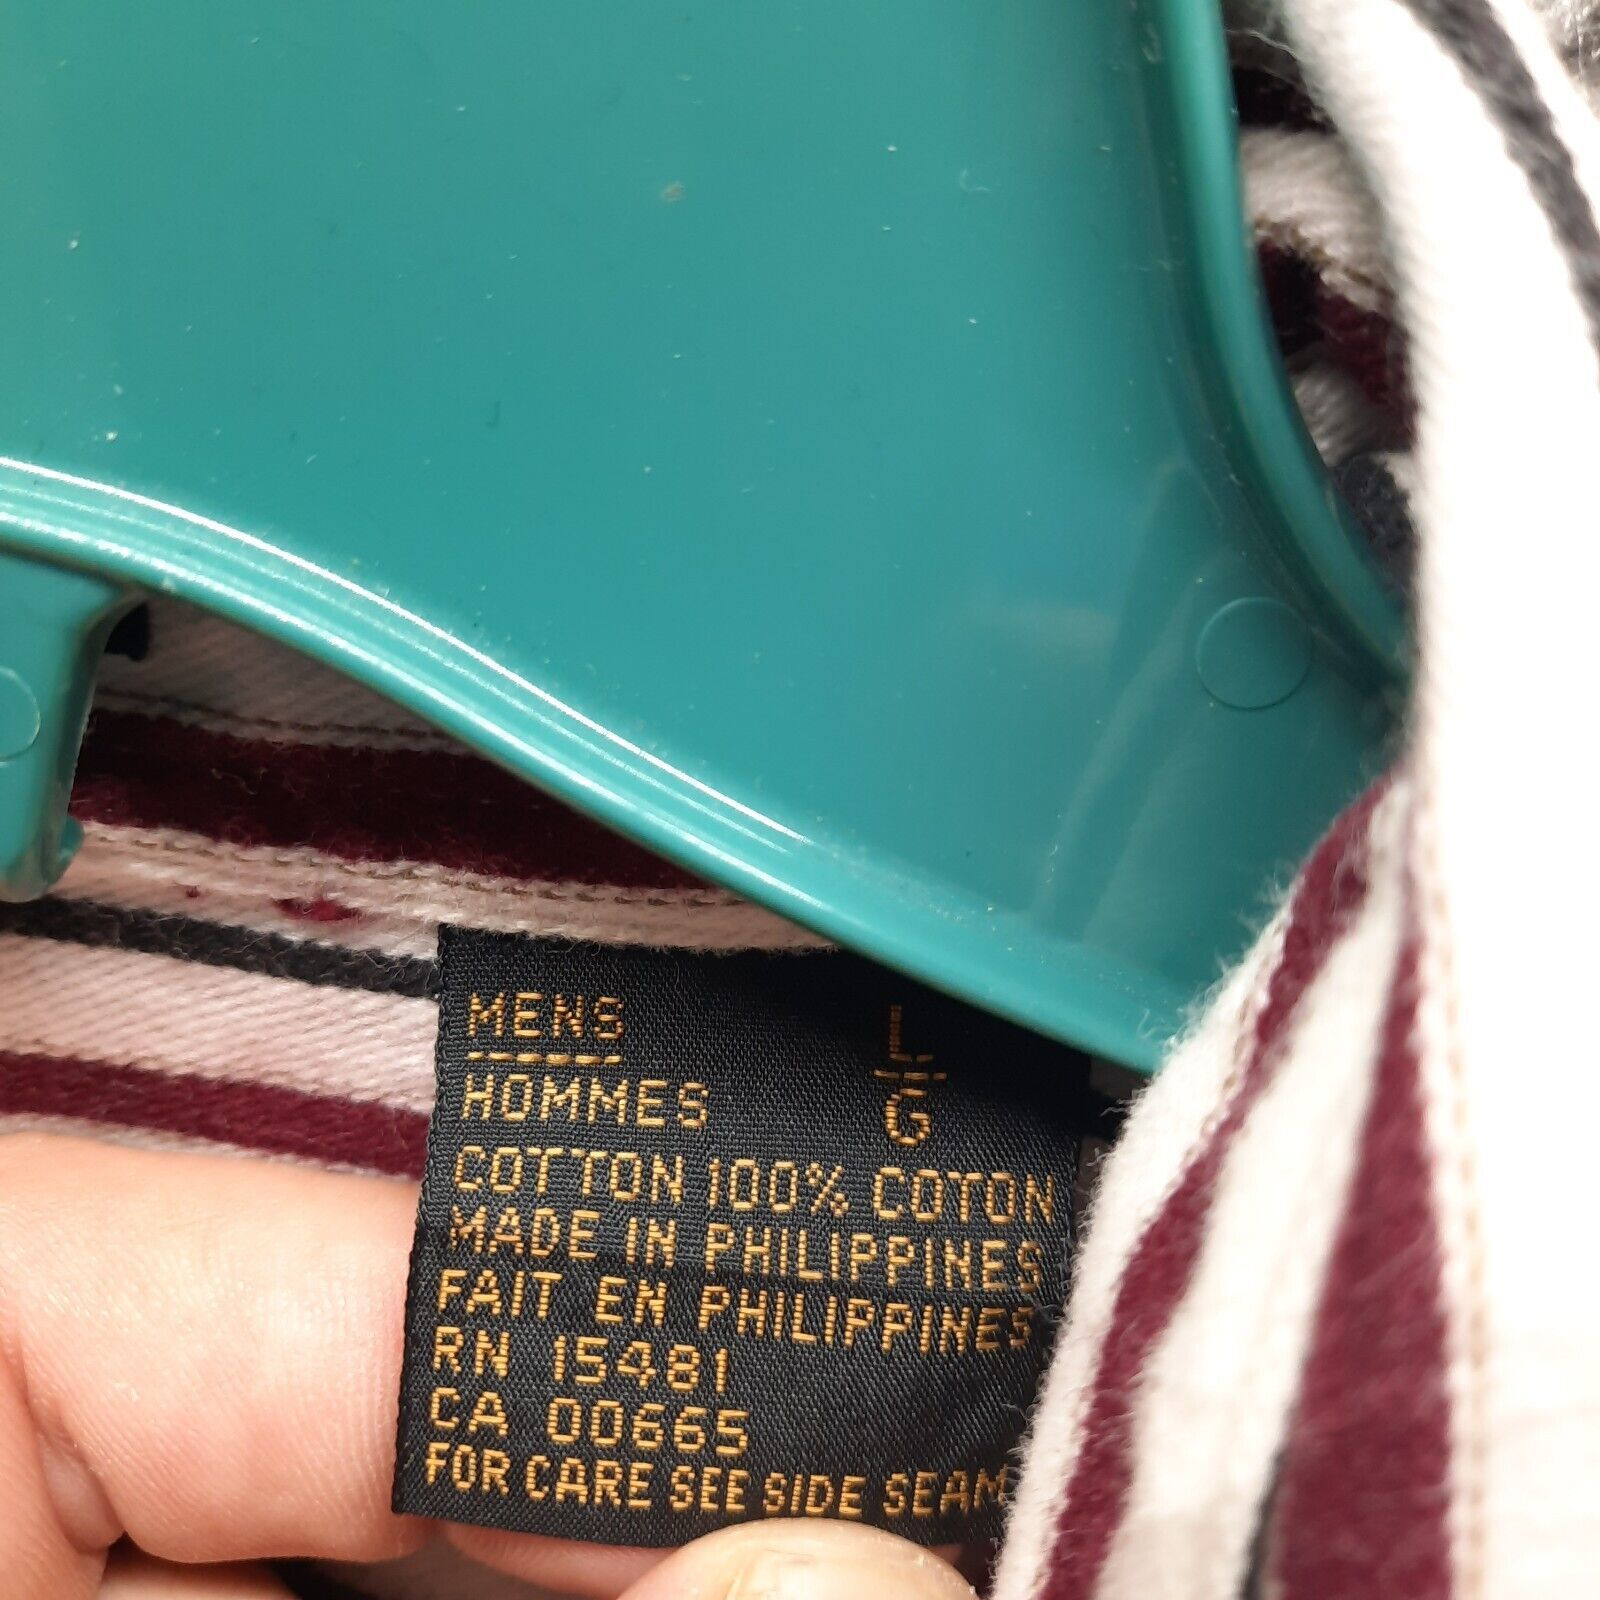 MENS L
HOMMES G
COTTON 100% COTON
MADE IN PHILIPPINES
FAIT EN PHILIPPINES
RN 15481
CA 00665
FOR CARE SEE SIDE SEAM